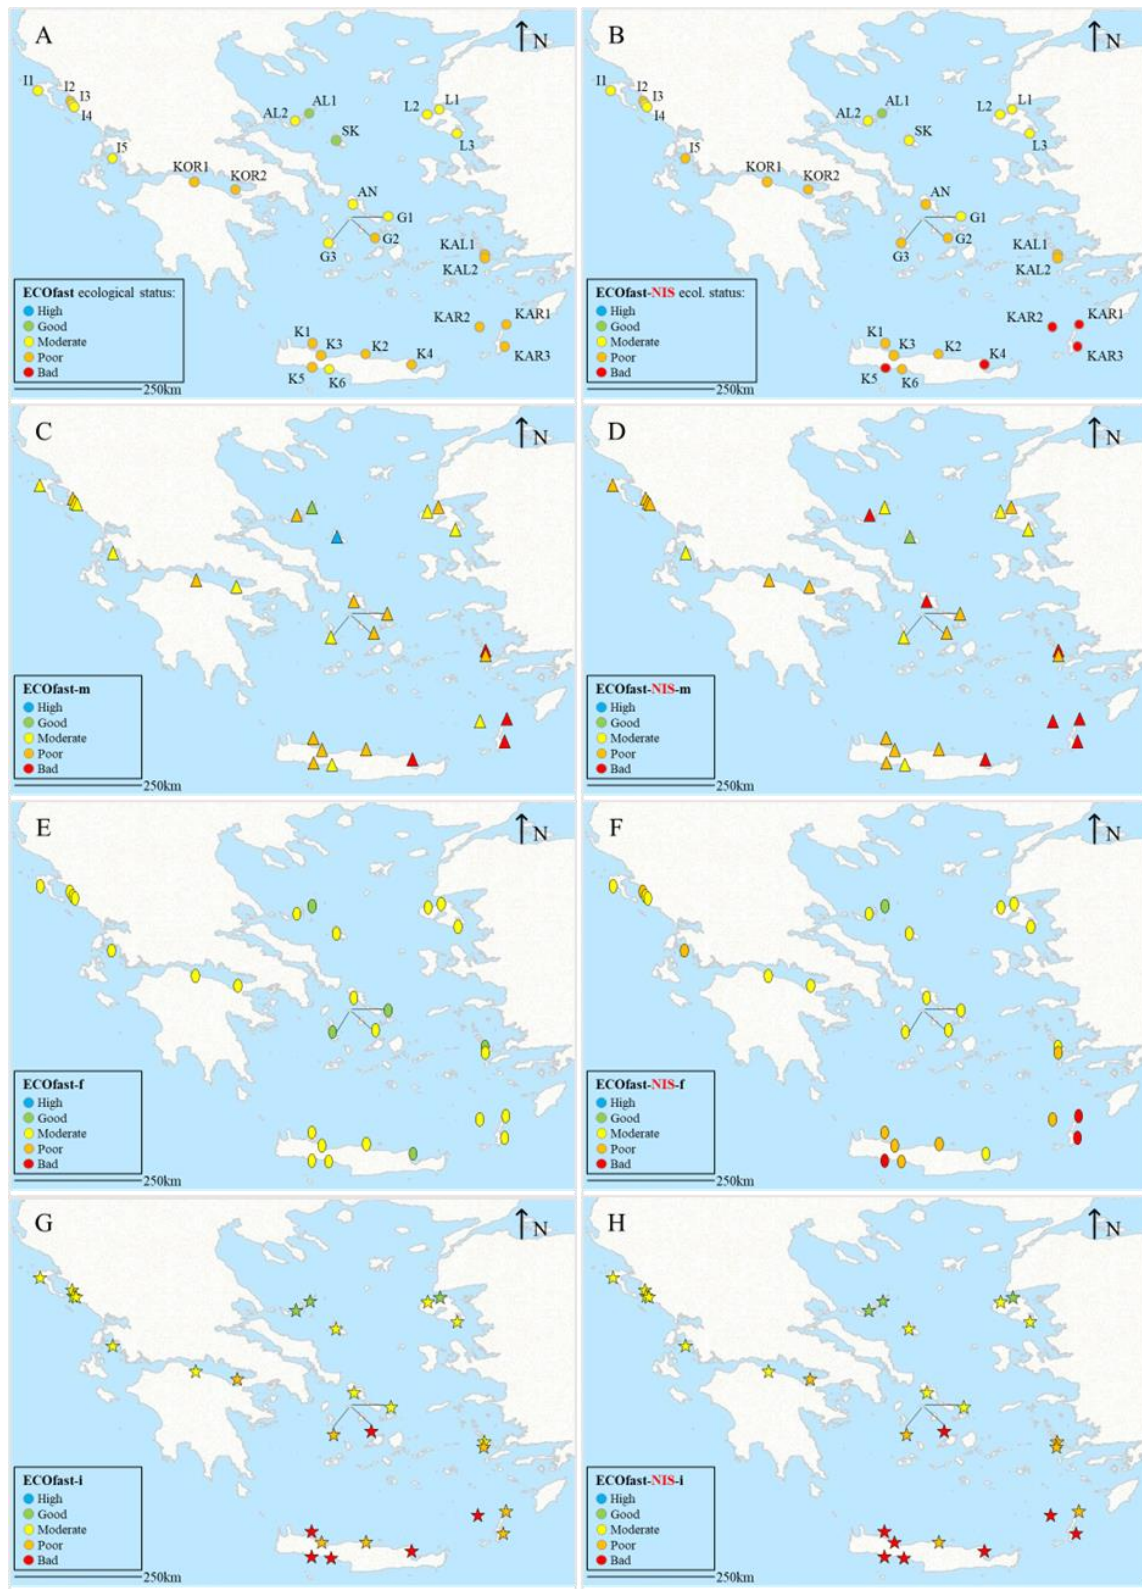 A
N
I1
I2
I3
I4
I5
AL1
AL2
SK
L2
L1
L3
KOR1
KOR2
AN
G1
G2
G3
KAL1
KAL2
KAR2
KAR1
KAR3
K1
K3
K2
K4
K5
K6
ECOfast ecological status:
High
Good
Moderate
Poor
Bad
250km
B
N
I1
I2
I3
I4
I5
AL1
AL2
SK
L2
L1
L3
KOR1
KOR2
AN
G1
G2
G3
KAL1
KAL2
KAR2
KAR1
KAR3
K1
K3
K2
K4
K5
K6
ECOfast-NIS ecol. status:
High
Good
Moderate
Poor
Bad
250km
C
N
ECOfast-m
High
Good
Moderate
Poor
Bad
250km
D
N
ECOfast-NIS-m
High
Good
Moderate
Poor
Bad
250km
E
N
ECOfast-f
High
Good
Moderate
Poor
Bad
250km
F
N
ECOfast-NIS-f
High
Good
Moderate
Poor
Bad
250km
G
N
ECOfast-i
High
Good
Moderate
Poor
Bad
250km
H
N
ECOfast-NIS-i
High
Good
Moderate
Poor
Bad
250km